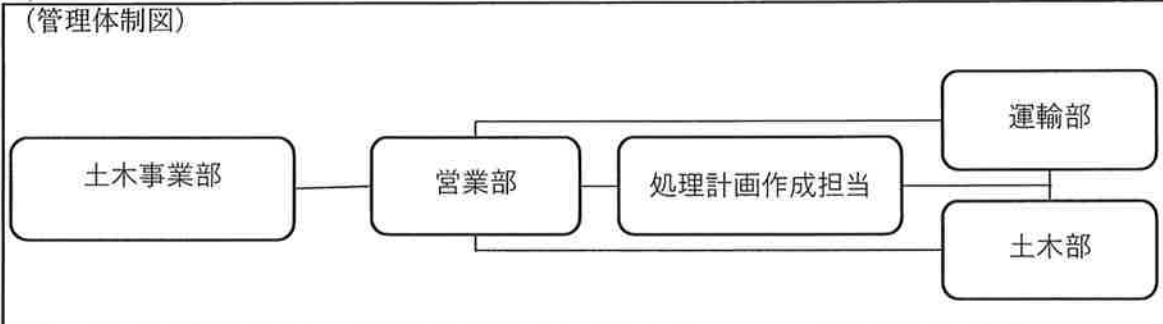 (管理体制図)
土木事業部
営業部
処理計画作成担当
運輸部
土木部